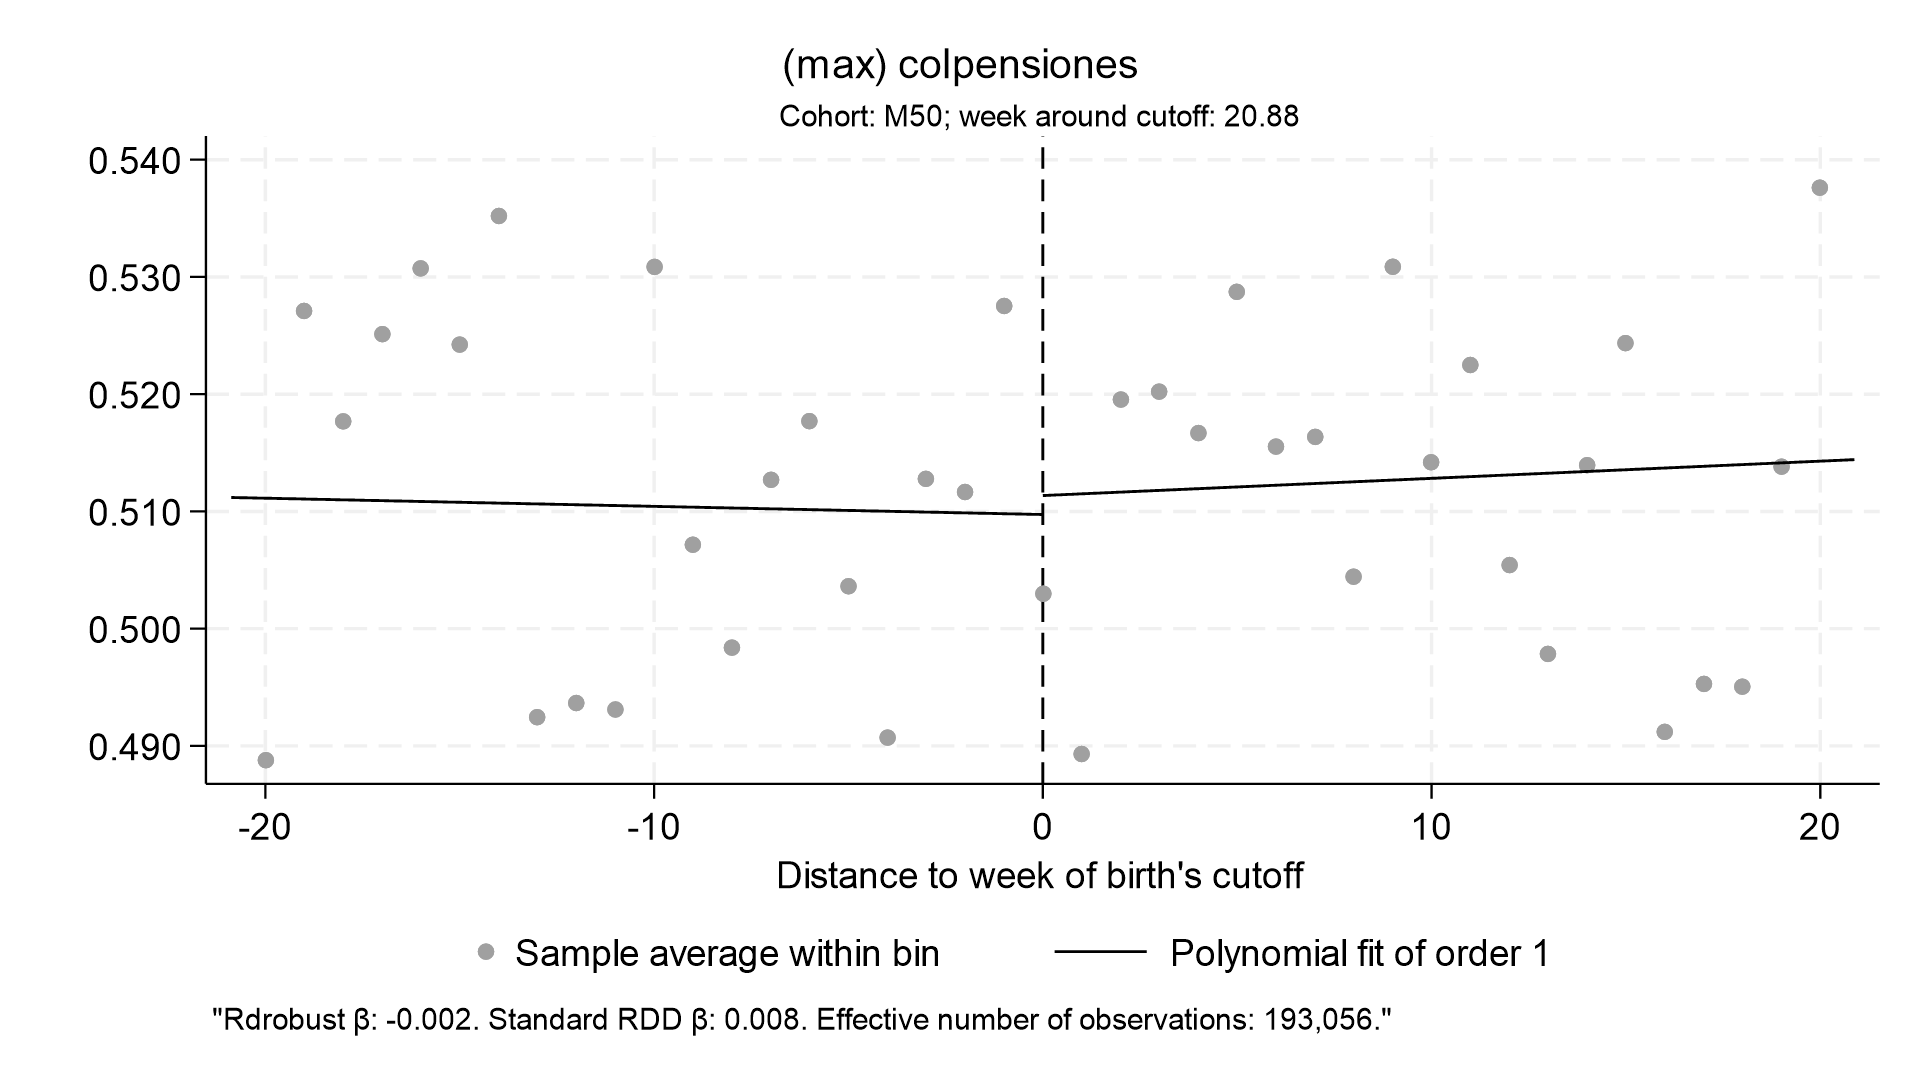 (max) colpensiones
Cohort: M50; week around cutoff: 20.88
0.540
0.530
0.520
0.510
0.500
0.490
-20 -10 0 10 20
Distance to week of birth's cutoff
Sample average within bin Polynomial fit of order 1
"Rdrobust β: -0.002. Standard RDD β: 0.008. Effective number of observations: 193,056."